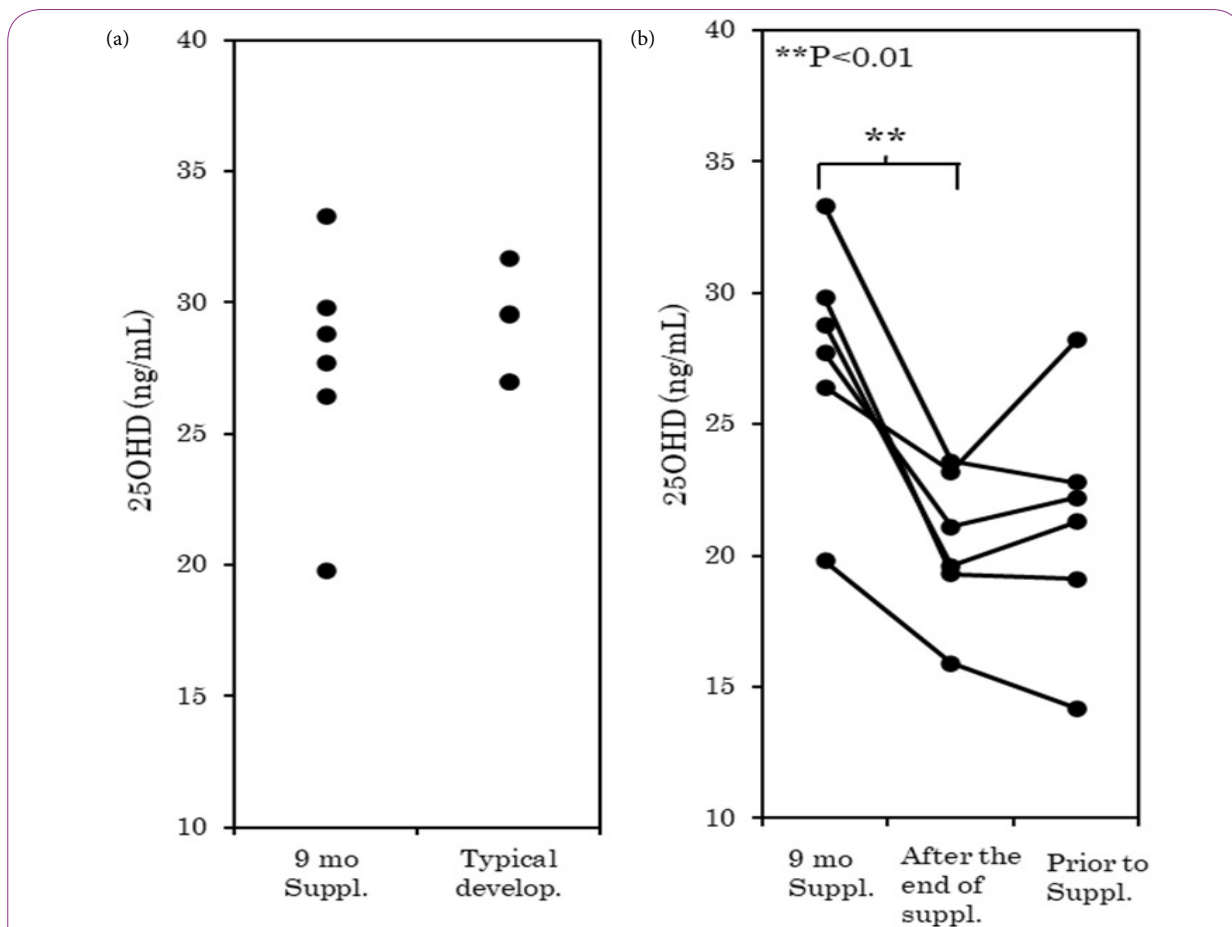 (a)
40
35
30
25
20
15
10
25OHD (ng/mL)
9 mo
Suppl.
Typical
develop.
(b)
40
35
30
25
20
15
10
25OHD (ng/mL)
**P<0.01
**
9 mo
Suppl.
After the
end of
suppl.
Prior to
Suppl.